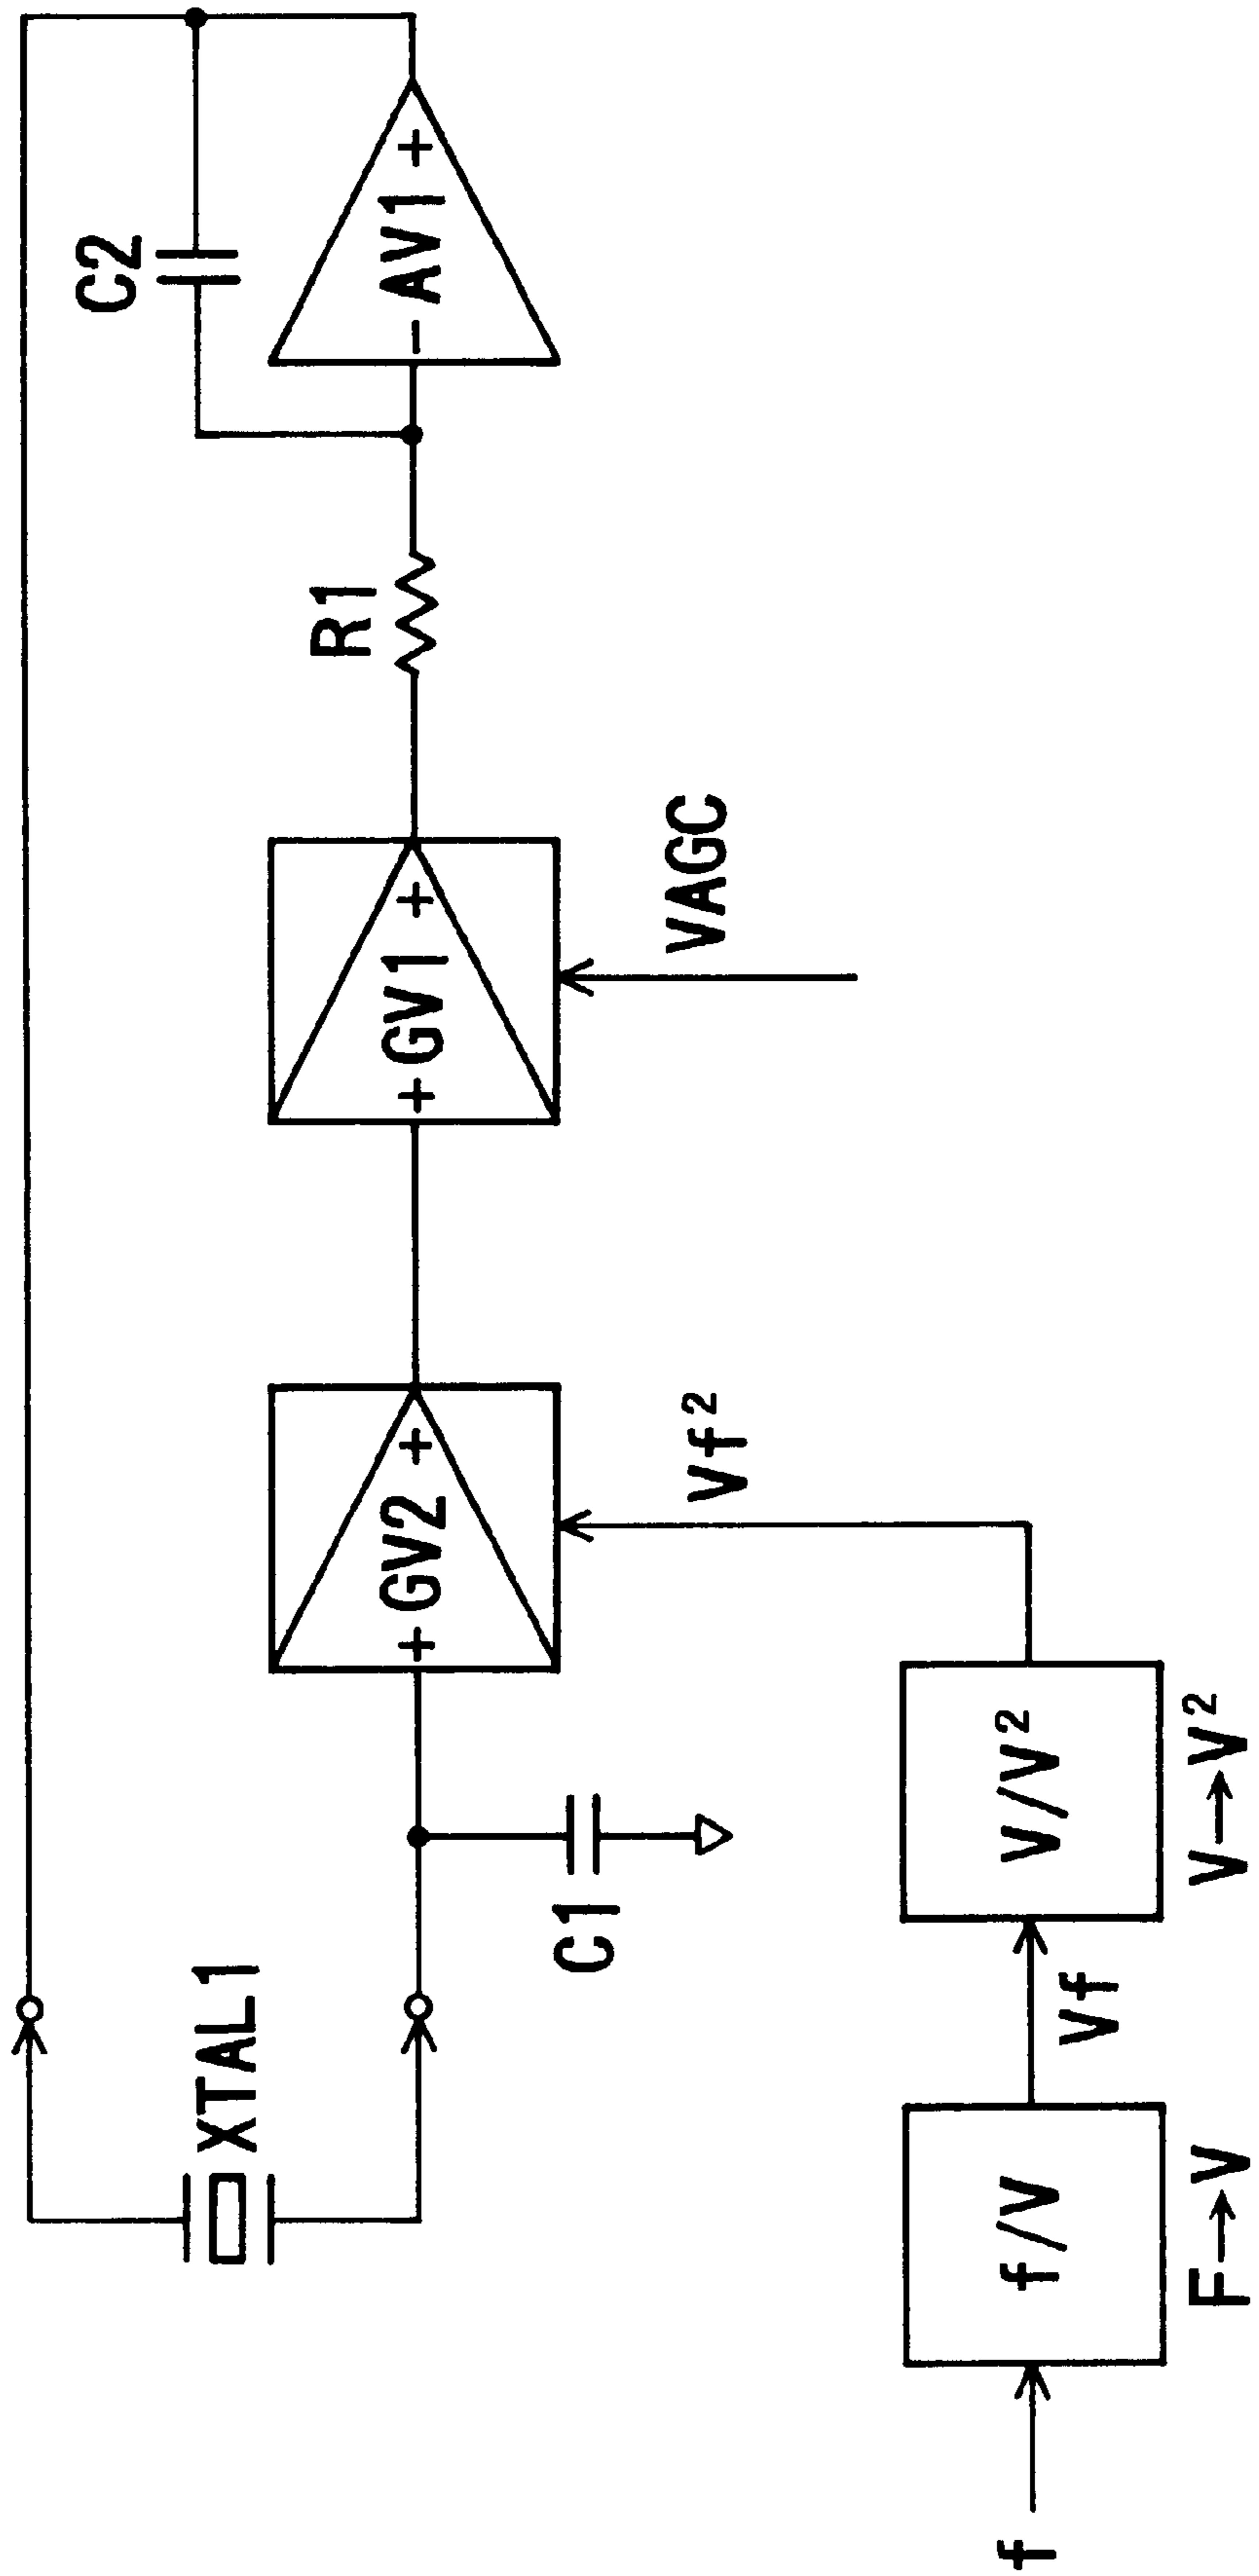 C2
- AV1 +
R1
+ GV1 +
VAGC
+ GV2 +
Vf²
XTAL1
C1
V/V²
V→V²
Vf
f/V
F→V
f